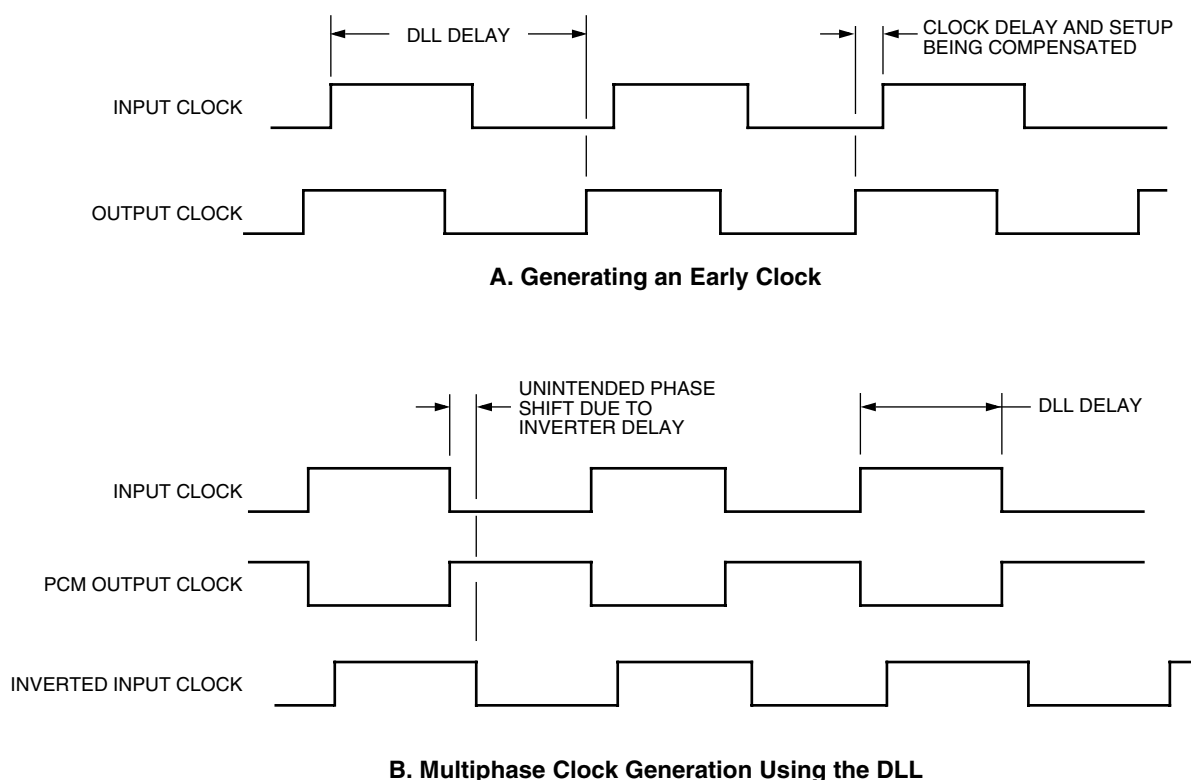 DLL DELAY
CLOCK DELAY AND SETUP
BEING COMPENSATED
INPUT CLOCK
OUTPUT CLOCK
A. Generating an Early Clock
UNINTENDED PHASE
SHIFT DUE TO
INVERTER DELAY
DLL DELAY
INPUT CLOCK
PCM OUTPUT CLOCK
INVERTED INPUT CLOCK
B. Multiphase Clock Generation Using the DLL